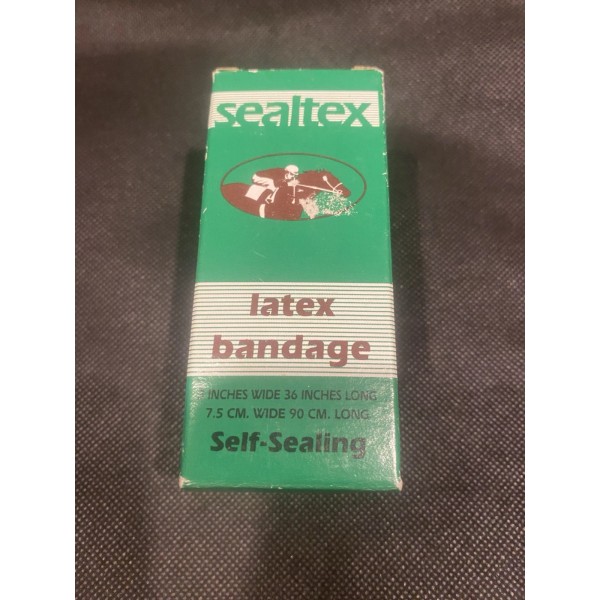 sealtex
latex
bandage
INCHES WIDE 36 INCHES LONG
7.5 CM. WIDE 90 CM. LONG
Self-Sealing